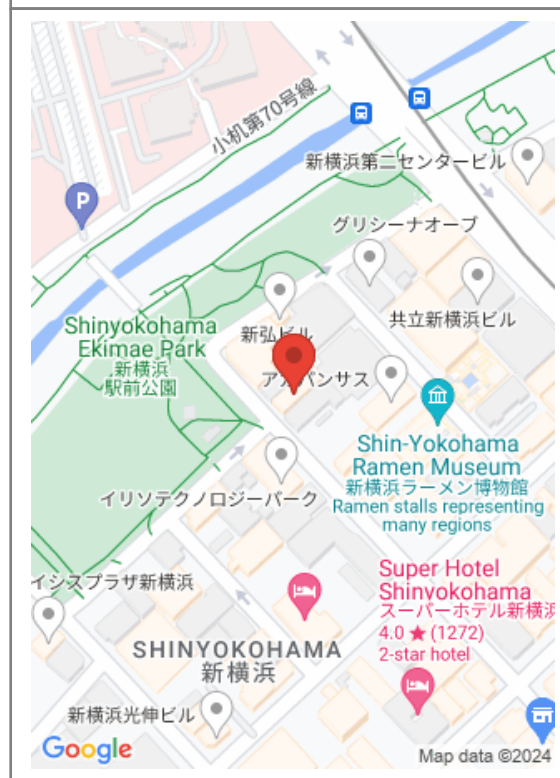 小机第70号線
P
新横浜第二センタービル
グリシーナオーブ
Shinyokohama
Ekimae Park
新横浜
駅前公園
新弘ビル
共立新横浜ビル
Shin-Yokohama
Ramen Museum
新横浜ラーメン博物館
Ramen stalls representing
many regions
イリソテクノロジーパーク
イシスプラザ新横浜
Super Hotel
Shinyokohama
スーパーホテル新横浜
4.0 ★ (1272)
2-star hotel
SHINYOKOHAMA
新横浜
新横浜光伸ビル
Google
Map data ©2024